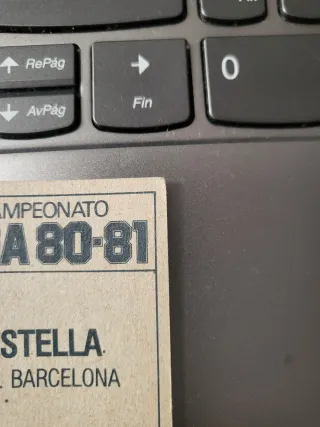 RePág
AvPág
Fin
0
AMPEONATO
A 80-81
STELLA
BARCELONA